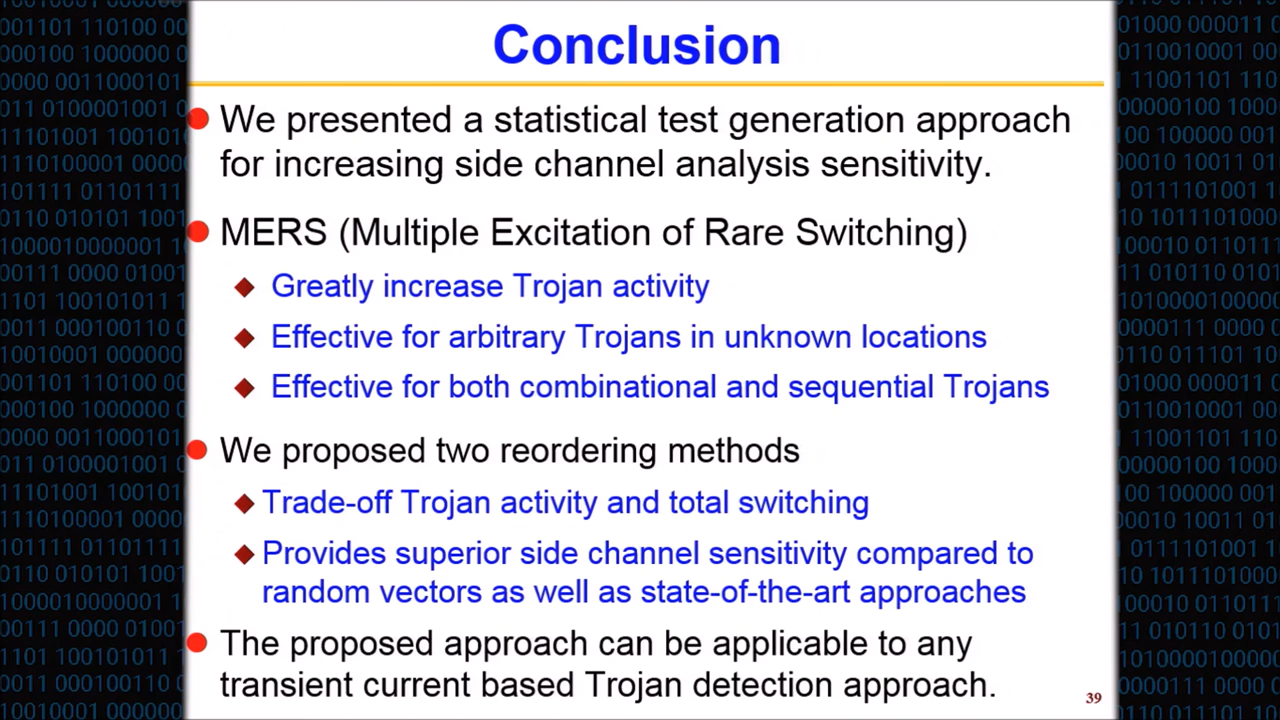 Conclusion
We presented a statistical test generation approach
for increasing side channel analysis sensitivity.
MERS (Multiple Excitation of Rare Switching)
Greatly increase Trojan activity
Effective for arbitrary Trojans in unknown locations
Effective for both combinational and sequential Trojans
We proposed two reordering methods
Trade-off Trojan activity and total switching
Provides superior side channel sensitivity compared to
random vectors as well as state-of-the-art approaches
The proposed approach can be applicable to any
transient current based Trojan detection approach.
39